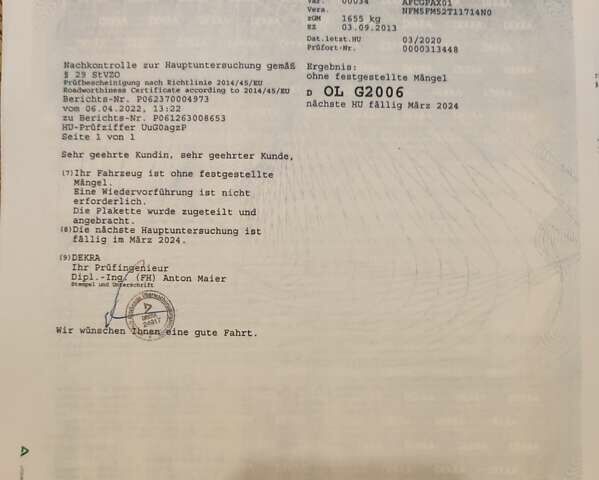 Var. 00034 AFCGPAX01
Vera. NFM5FM52T11714N0
zGM 1655 kg
EZ 03.09.2013
Dat.letzt.HU 03/2020
Prüfort-Nr. 0000313448
Nachkontrolle zur Hauptuntersuchung gemäß
§ 29 StVZO
Prüfbescheinigung nach Richtlinie 2014/45/EU
Roadworthiness Certificate according to 2014/45/EU
Berichts-Nr. P062370004973
vom 06.04.2022, 13:22
zu Berichts-Nr. P061263008653
HU-Prüfziffer UuG0agzP
Seite 1 von 1
Ergebnis:
ohne festgestellte Mängel
D OL G2006
nächste HU fällig März 2024
Sehr geehrte Kundin, sehr geehrter Kunde,
(7) Ihr Fahrzeug ist ohne festgestellte
Mängel.
Eine Wiedervorführung ist nicht
erforderlich.
Die Plakette wurde zugeteilt und
angebracht.
(8) Die nächste Hauptuntersuchung ist
fällig im März 2024.
(9) DEKRA
Ihr Prüfingenieur
Dipl.-Ing. (FH) Anton Maier
Stempel und Unterschrift
Wir wünschen Ihnen eine gute Fahrt.